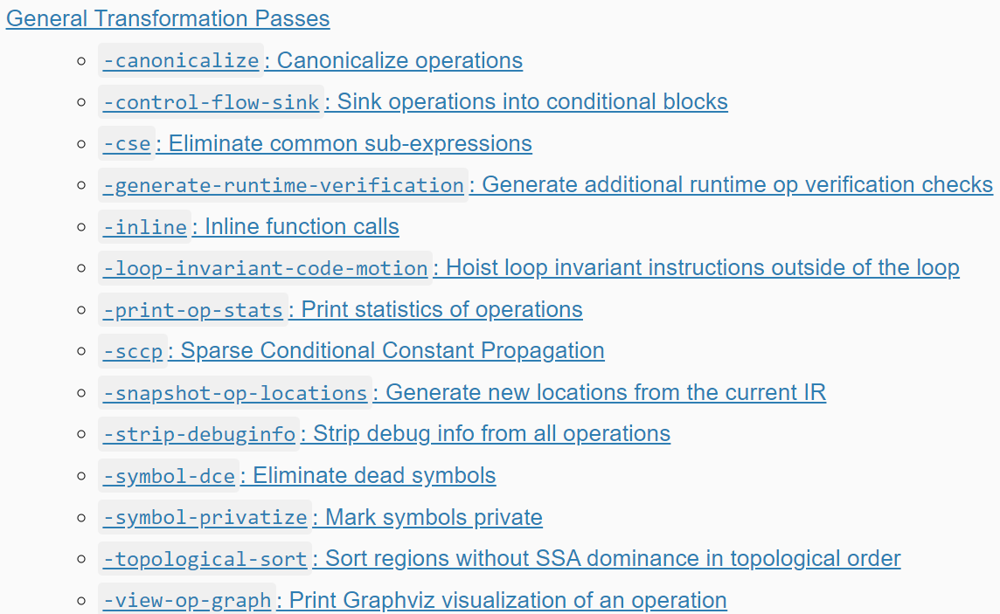 General Transformation Passes
-canonicalize: Canonicalize operations
-control-flow-sink: Sink operations into conditional blocks
-cse: Eliminate common sub-expressions
-generate-runtime-verification: Generate additional runtime op verification checks
-inline: Inline function calls
-loop-invariant-code-motion: Hoist loop invariant instructions outside of the loop
-print-op-stats: Print statistics of operations
-sccp: Sparse Conditional Constant Propagation
-snapshot-op-locations: Generate new locations from the current IR
-strip-debuginfo: Strip debug info from all operations
-symbol-dce: Eliminate dead symbols
-symbol-privatize: Mark symbols private
-topological-sort: Sort regions without SSA dominance in topological order
-view-op-graph: Print Graphviz visualization of an operation